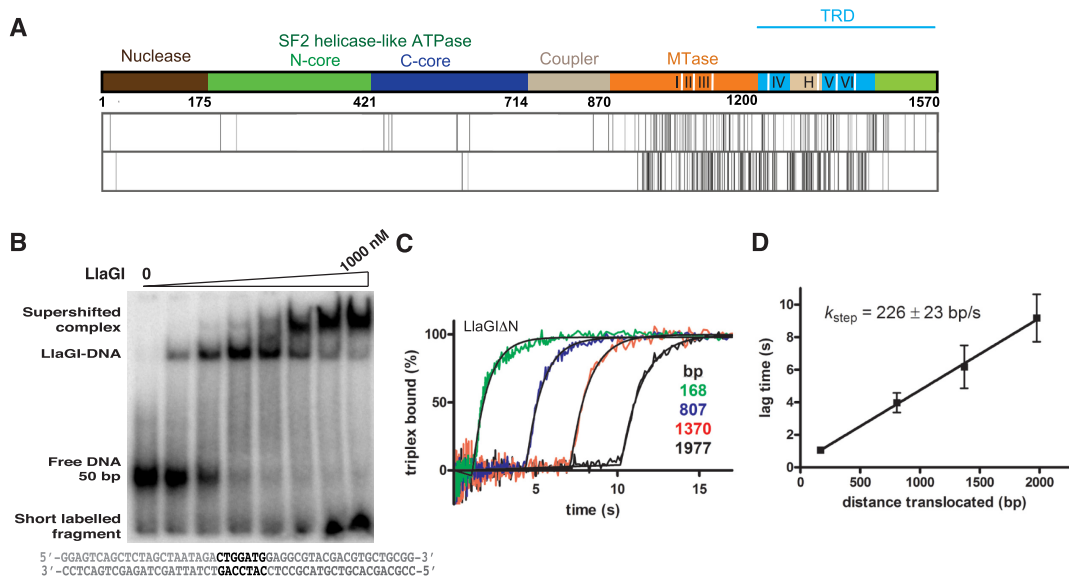 A
TRD
SF2 helicase-like ATPase
Nuclease N-core C-core Coupler MTase
I II III IV H V VI
1 175 421 714 870 1200 1570
B
LlaGI 0 1000 nM
Supershifted
complex
LlaGI-DNA
Free DNA
50 bp
Short labelled
fragment
5′-GGAGTCAGCTCTAGCTAATAGACTGGATGGAGGCGTACGACGTGCTGCGG-3′
3′-CCTCAGTCGAGATCGATTATCTGACCTACCTCCGCATGCTGCACGACGCC-5′
C
LlaGIΔN
triplex bound (%)
100
50
0
bp
168
807
1370
1977
5 10 15
time (s)
D
kstep = 226 ± 23 bp/s
lag time (s)
10
8
6
4
2
0
0 500 1000 1500 2000
distance translocated (bp)